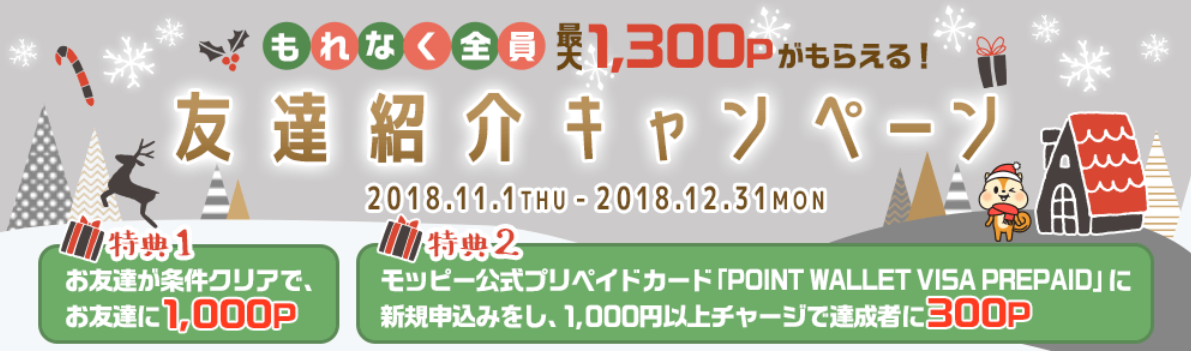 もれなく全員 最大1,300Pがもらえる!
友達紹介キャンペーン
2018.11.1THU - 2018.12.31MON
特典1
お友達が条件クリアで、
お友達に1,000P
特典2
モッピー公式プリペイドカード「POINT WALLET VISA PREPAID」に
新規申込みをし、1,000円以上チャージで達成者に300P